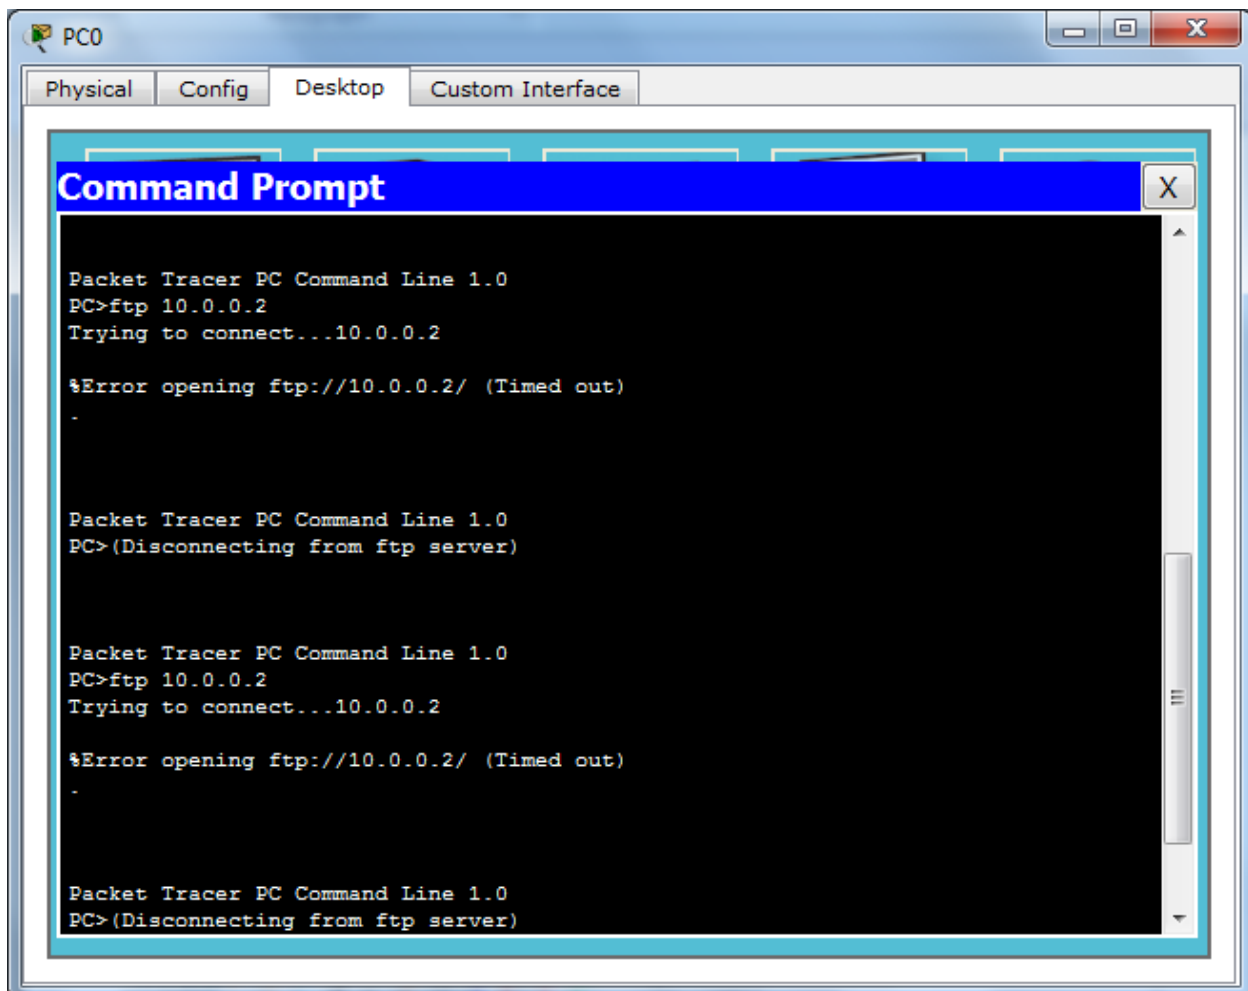 PC0
Physical Config Desktop Custom Interface
Command Prompt
X
Packet Tracer PC Command Line 1.0
PC>ftp 10.0.0.2
Trying to connect...10.0.0.2
%Error opening ftp://10.0.0.2/ (Timed out)
-
Packet Tracer PC Command Line 1.0
PC>(Disconnecting from ftp server)
Packet Tracer PC Command Line 1.0
PC>ftp 10.0.0.2
Trying to connect...10.0.0.2
%Error opening ftp://10.0.0.2/ (Timed out)
-
Packet Tracer PC Command Line 1.0
PC>(Disconnecting from ftp server)